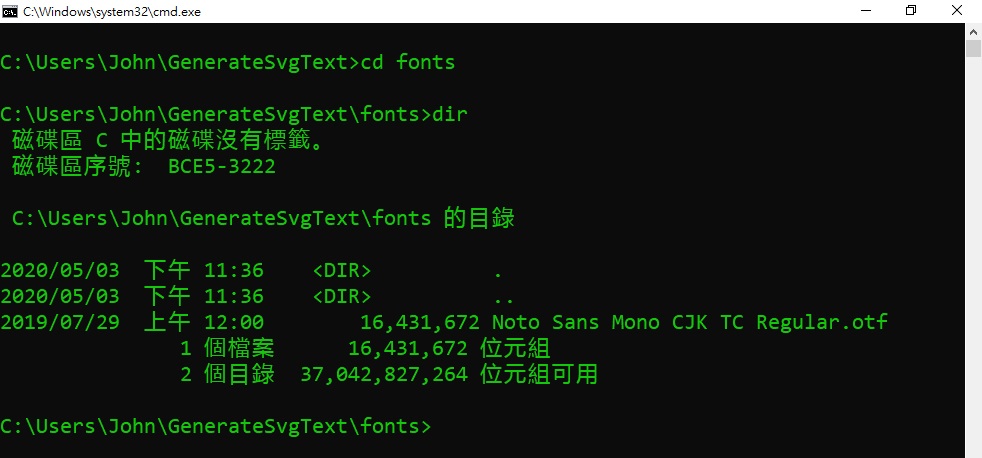 C:\Windows\system32\cmd.exe
C:\Users\John\GenerateSvgText>cd fonts
C:\Users\John\GenerateSvgText\fonts>dir
 磁碟區 C 中的磁碟沒有標籤。
 磁碟區序號:  BCE5-3222
 C:\Users\John\GenerateSvgText\fonts 的目錄
2020/05/03  下午 11:36    <DIR>          .
2020/05/03  下午 11:36    <DIR>          ..
2019/07/29  上午 12:00        16,431,672 Noto Sans Mono CJK TC Regular.otf
               1 個檔案      16,431,672 位元組
               2 個目錄  37,042,827,264 位元組可用
C:\Users\John\GenerateSvgText\fonts>